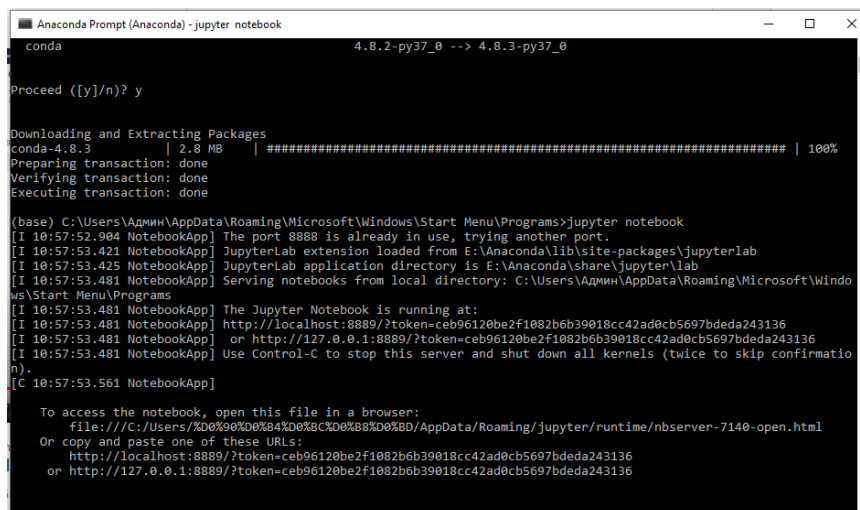 Anaconda Prompt (Anaconda) - jupyter notebook
conda 4.8.2-py37_0 --> 4.8.3-py37_0
Proceed ([y]/n)? y
Downloading and Extracting Packages
conda-4.8.3 | 2.8 MB | ####################################################################### | 100%
Preparing transaction: done
Verifying transaction: done
Executing transaction: done
(base) C:\Users\Админ\AppData\Roaming\Microsoft\Windows\Start Menu\Programs>jupyter notebook
[I 10:57:52.904 NotebookApp] The port 8888 is already in use, trying another port.
[I 10:57:53.421 NotebookApp] JupyterLab extension loaded from E:\Anaconda\lib\site-packages\jupyterlab
[I 10:57:53.425 NotebookApp] JupyterLab application directory is E:\Anaconda\share\jupyter\lab
[I 10:57:53.481 NotebookApp] Serving notebooks from local directory: C:\Users\Админ\AppData\Roaming\Microsoft\Windo
ws\Start Menu\Programs
[I 10:57:53.481 NotebookApp] The Jupyter Notebook is running at:
[I 10:57:53.481 NotebookApp] http://localhost:8889/?token=ceb96120be2f1082b6b39018cc42ad0cb5697bdeda243136
[I 10:57:53.481 NotebookApp]  or http://127.0.0.1:8889/?token=ceb96120be2f1082b6b39018cc42ad0cb5697bdeda243136
[I 10:57:53.481 NotebookApp] Use Control-C to stop this server and shut down all kernels (twice to skip confirmatio
n).
[C 10:57:53.561 NotebookApp]
To access the notebook, open this file in a browser:
file:///C:/Users/%D0%90%D0%B4%D0%BC%D0%B8%D0%BD/AppData/Roaming/jupyter/runtime/nbserver-7140-open.html
Or copy and paste one of these URLs:
http://localhost:8889/?token=ceb96120be2f1082b6b39018cc42ad0cb5697bdeda243136
or http://127.0.0.1:8889/?token=ceb96120be2f1082b6b39018cc42ad0cb5697bdeda243136